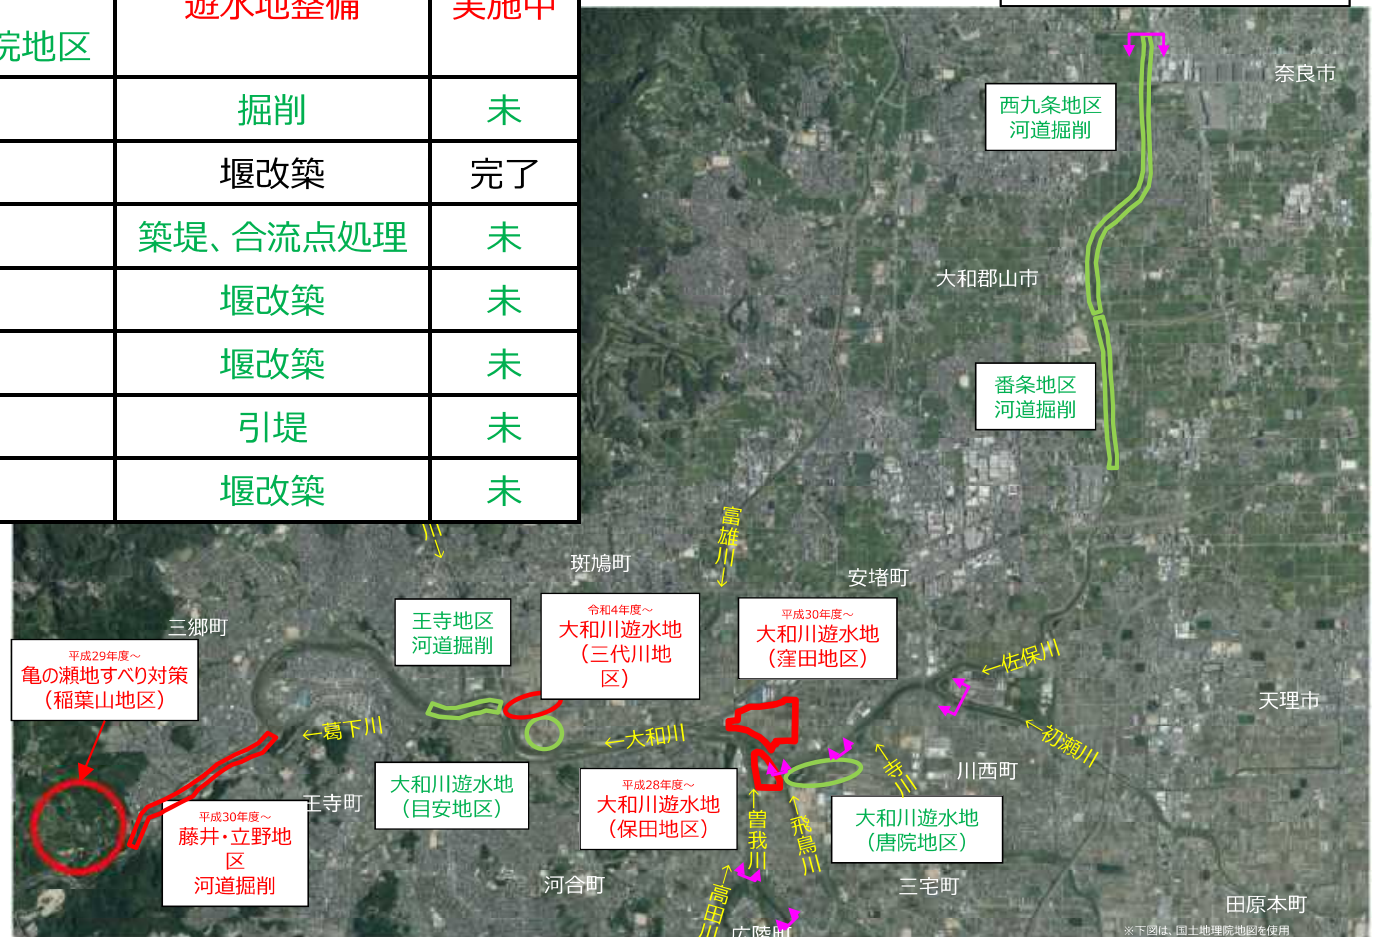 遊水地整備 実施中
院地区
掘削 未
堰改築 完了
築堤、合流点処理 未
堰改築 未
堰改築 未
引堤 未
堰改築 未
奈良市
西九条地区
河道掘削
大和郡山市
番条地区
河道掘削
川→
富雄川→
斑鳩町
安堵町
三郷町
王寺地区
河道掘削
令和4年度～
大和川遊水地
（三代川地
区）
平成30年度～
大和川遊水地
（窪田地区）
平成29年度～
亀の瀬地すべり対策
（稲葉山地区）
←佐保川
天理市
←葛下川
←大和川
←初瀬川
←寺川
川西町
大和川遊水地
（目安地区）
平成28年度～
大和川遊水地
（保田地区）
大和川遊水地
（唐院地区）
王寺町
平成30年度～
藤井・立野地
区
河道掘削
←曽我川
←飛鳥川
河合町
三宅町
←高田川
田原本町
広陵町
※下図は、国土地理院地図を使用